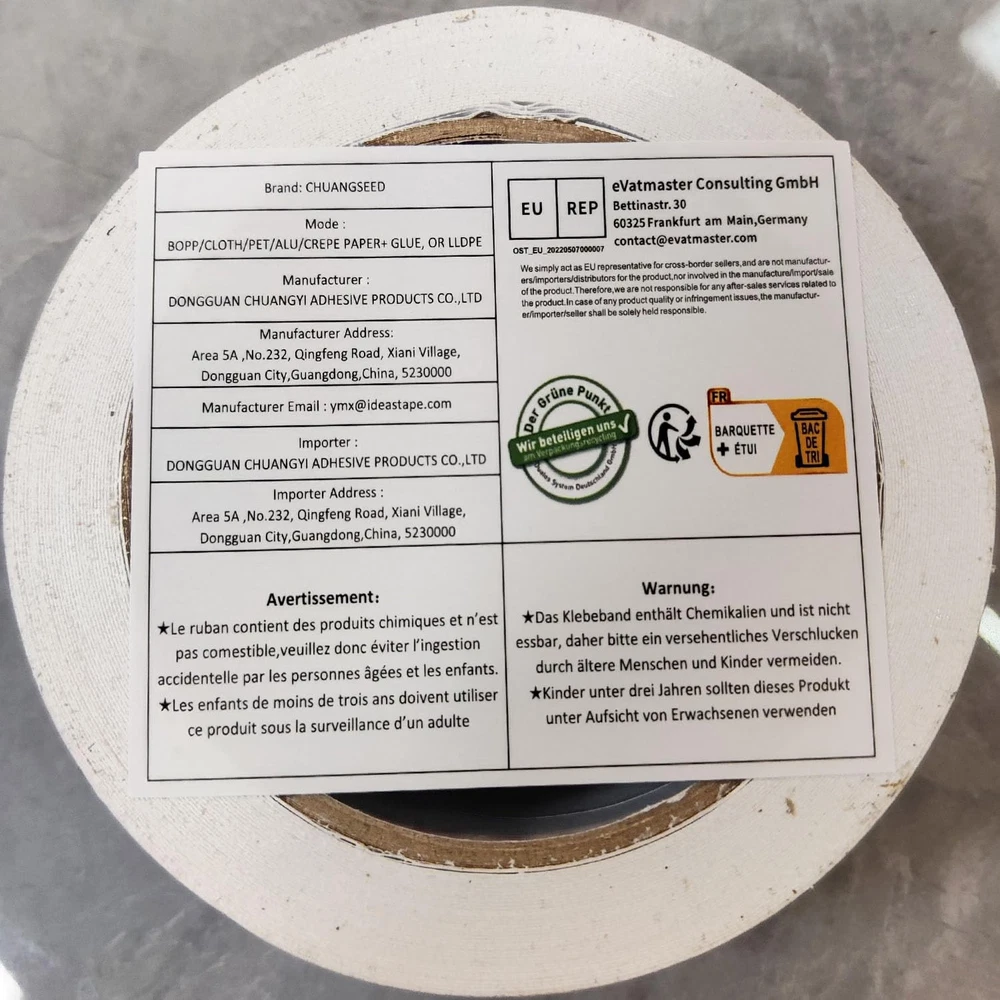 Brand: CHUANGSEED
Mode :
BOPP/CLOTH/PET/ALU/CREPE PAPER+ GLUE, OR LLDPE
Manufacturer :
DONGGUAN CHUANGYI ADHESIVE PRODUCTS CO.,LTD
Manufacturer Address:
Area 5A ,No.232, Qingfeng Road, Xiani Village,
Dongguan City,Guangdong,China, 5230000
Manufacturer Email : ymx@ideastape.com
Importer :
DONGGUAN CHUANGYI ADHESIVE PRODUCTS CO.,LTD
Importer Address :
Area 5A ,No.232, Qingfeng Road, Xiani Village,
Dongguan City,Guangdong,China, 5230000
EU REP
OST_EU_20220507000007
eVatmaster Consulting GmbH
Bettinastr. 30
60325 Frankfurt am Main,Germany
contact@evatmaster.com
We simply act as EU representative for cross-border sellers,and are not manufactur-
ers/importers/distributors for the product,nor involved in the manufacture/import/sale
of the product.Therefore,we are not responsible for any after-sales services related to
the product.In case of any product quality or infringement issues,the manufactur-
er/importer/seller shall be solely held responsible.
Der Grüne Punkt
Wir beteiligen uns
am Verpackungsrecycling
Duales System Deutschland GmbH
FR
BARQUETTE
+ ÉTUI
BAC
DE
TRI
Avertissement:
★Le ruban contient des produits chimiques et n’est
pas comestible,veuillez donc éviter l’ingestion
accidentelle par les personnes âgées et les enfants.
★Les enfants de moins de trois ans doivent utiliser
ce produit sous la surveillance d’un adulte
Warnung:
★Das Klebeband enthält Chemikalien und ist nicht
essbar, daher bitte ein versehentliches Verschlucken
durch ältere Menschen und Kinder vermeiden.
★Kinder unter drei Jahren sollten dieses Produkt
unter Aufsicht von Erwachsenen verwenden